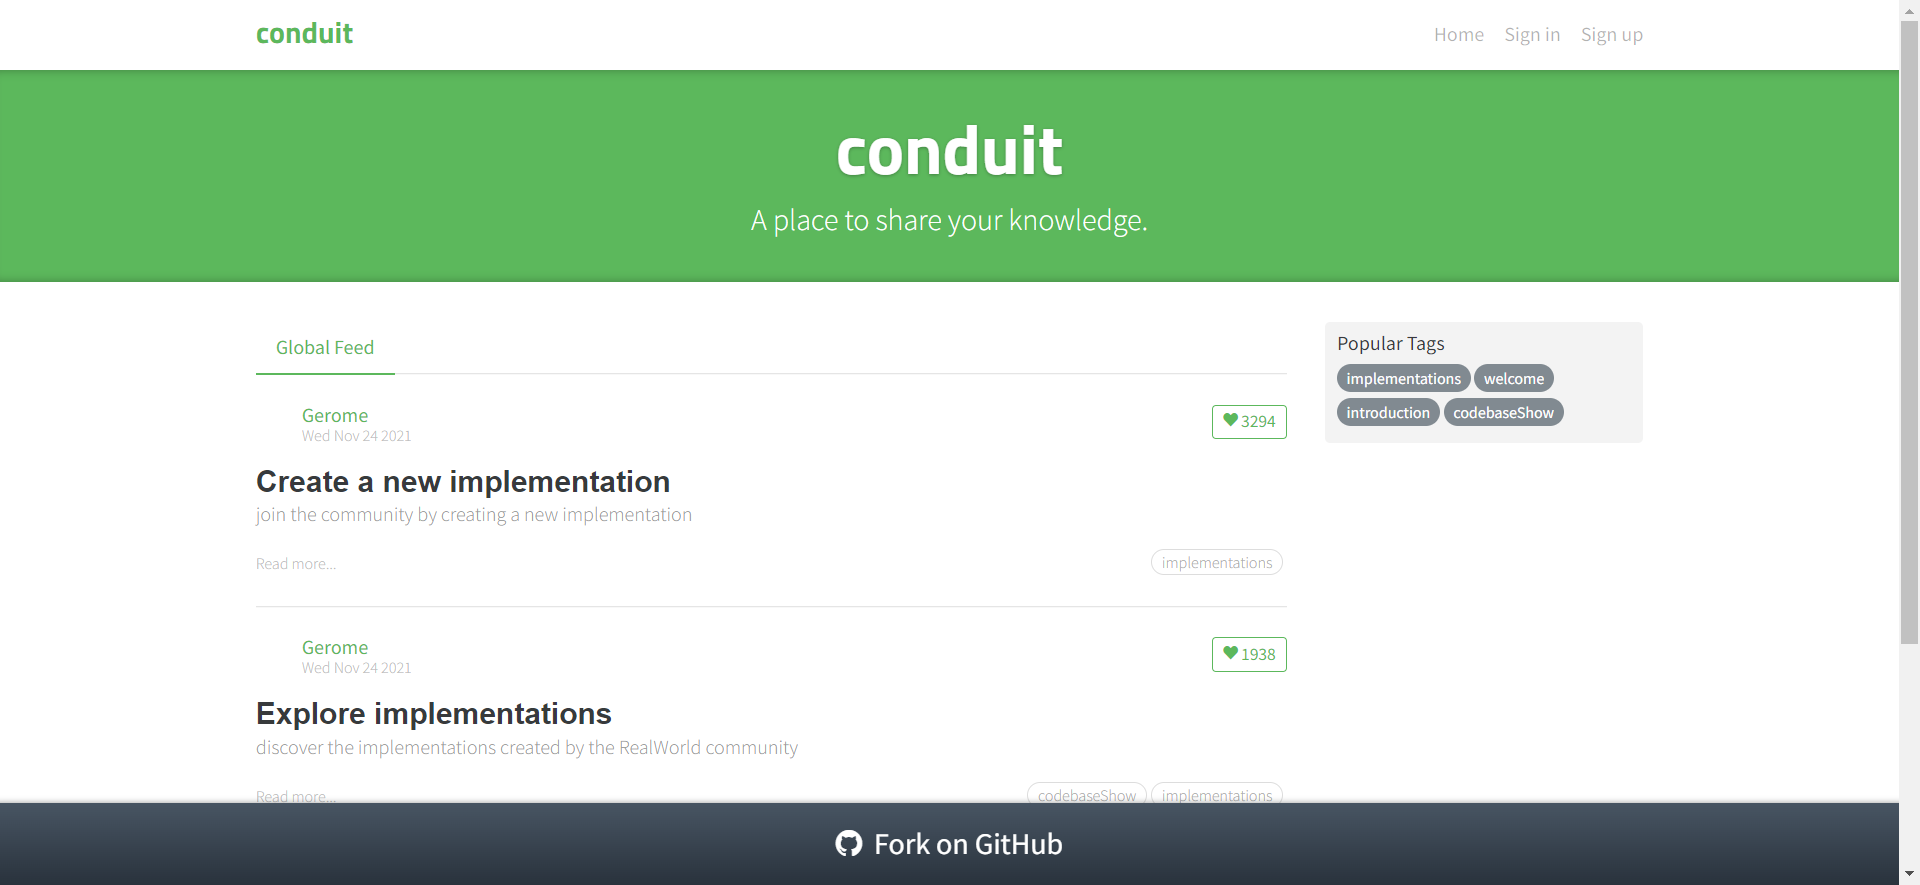 conduit
Home Sign in Sign up
conduit
A place to share your knowledge.
Global Feed
Popular Tags
implementations welcome
introduction codebaseShow
Gerome
Wed Nov 24 2021
3294
Create a new implementation
join the community by creating a new implementation
Read more...
implementations
Gerome
Wed Nov 24 2021
1938
Explore implementations
discover the implementations created by the RealWorld community
Read more...
codebaseShow implementations
Fork on GitHub